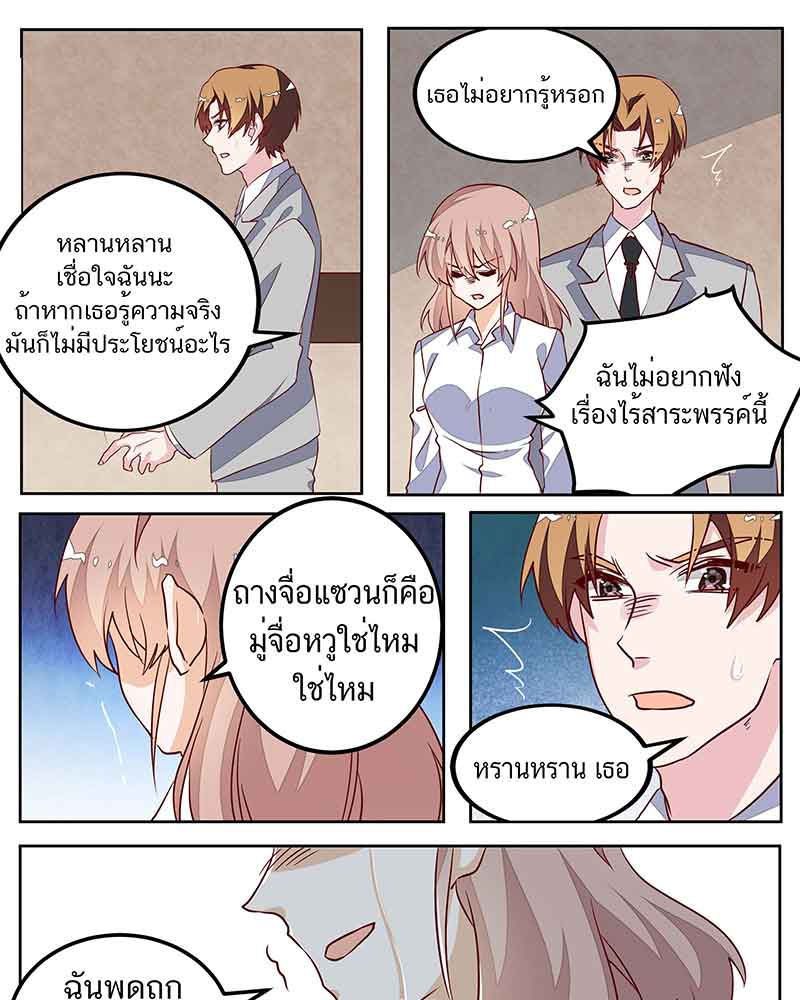 หลานหลาน
เชื่อใจฉันนะ
ถ้าหากเธอรู้ความจริง
มันก็ไม่มีประโยชน์อะไร
เธอไม่อยากรู้หรอก
ฉันไม่อยากฟัง
เรื่องไร้สาระพรรค์นี้
ถางจื่อแซวนก็คือ
มู่จื่อหวูใช่ไหม
ใช่ไหม
หรานหราน เธอ
ฉันพูดถูก